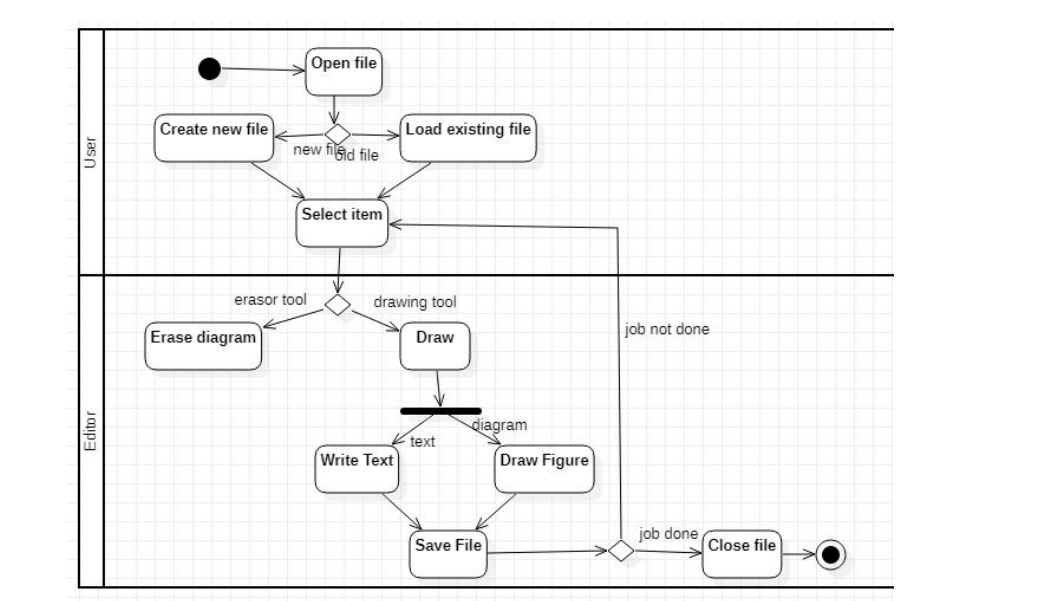 User
Open file
Create new file
Load existing file
new file
old file
Select item
Editor
erasor tool
drawing tool
Erase diagram
Draw
job not done
text
diagram
Write Text
Draw Figure
Save File
job done
Close file